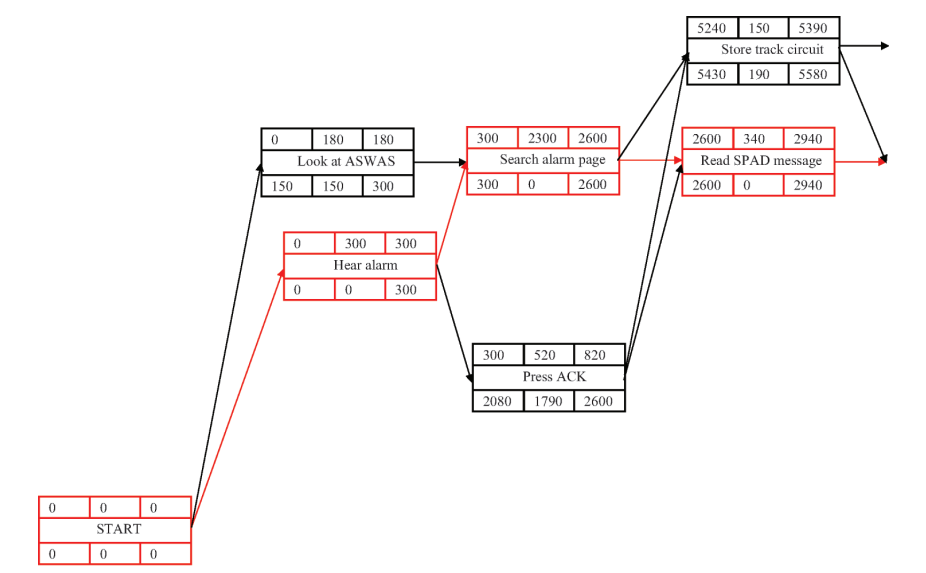 5240 150 5390
Store track circuit
5430 190 5580
0 180 180
Look at ASWAS
150 150 300
300 2300 2600
Search alarm page
300 0 2600
2600 340 2940
Read SPAD message
2600 0 2940
0 300 300
Hear alarm
0 0 300
300 520 820
Press ACK
2080 1790 2600
0 0 0
START
0 0 0